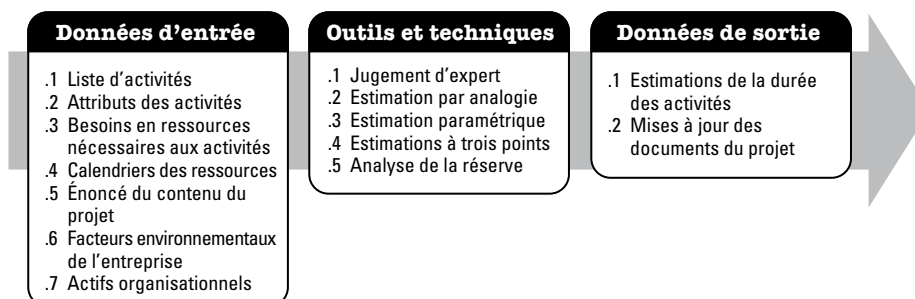 Données d'entrée
.1 Liste d'activités
.2 Attributs des activités
.3 Besoins en ressources
nécessaires aux activités
.4 Calendriers des ressources
.5 Énoncé du contenu du
projet
.6 Facteurs environnementaux
de l'entreprise
.7 Actifs organisationnels
Outils et techniques
.1 Jugement d'expert
.2 Estimation par analogie
.3 Estimation paramétrique
.4 Estimations à trois points
.5 Analyse de la réserve
Données de sortie
.1 Estimations de la durée
des activités
.2 Mises à jour des
documents du projet